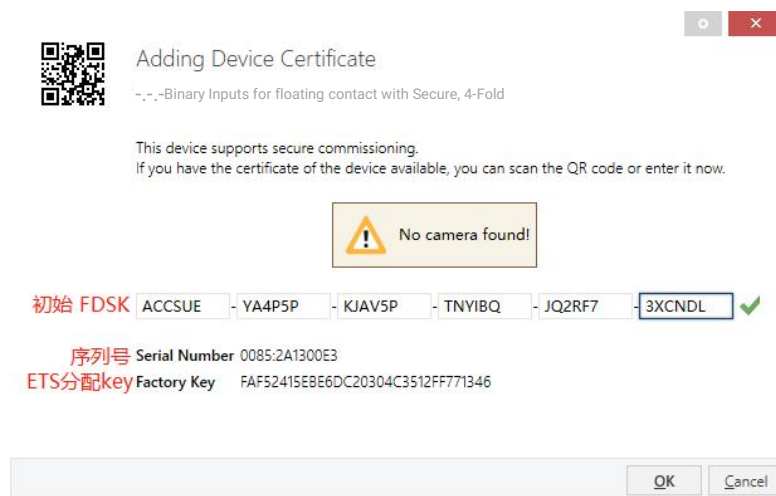 Adding Device Certificate
-.-.-Binary Inputs for floating contact with Secure, 4-Fold
This device supports secure commissioning.
If you have the certificate of the device available, you can scan the QR code or enter it now.
No camera found!
初始 FDSK ACCSUE - YA4P5P - KJAV5P - TNYIBQ - JQ2RF7 - 3XCNDL
序列号 Serial Number 0085:2A1300E3
ETS分配key Factory Key FAF52415EBE6DC20304C3512FF771346
OK Cancel